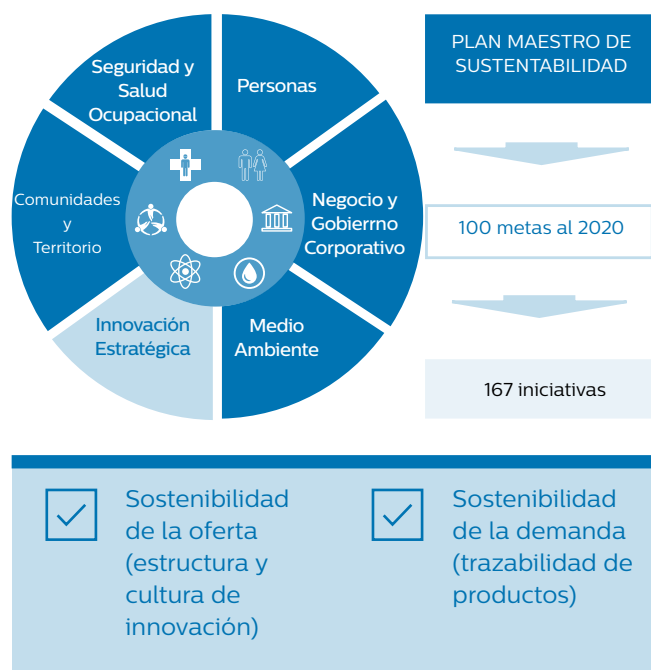 Seguridad y
Salud
Ocupacional
Personas
Comunidades
y
Territorio
Negocio y
Gobierrno
Corporativo
Innovación
Estratégica
Medio
Ambiente
PLAN MAESTRO DE
SUSTENTABILIDAD
100 metas al 2020
167 iniciativas
Sostenibilidad
de la oferta
(estructura y
cultura de
innovación)
Sostenibilidad
de la demanda
(trazabilidad de
productos)